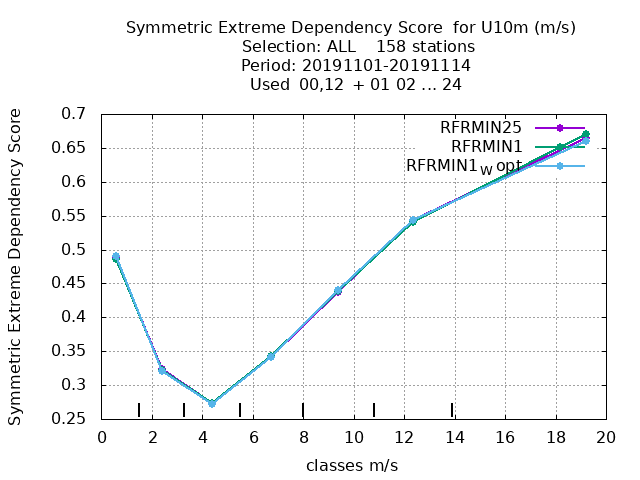 Symmetric Extreme Dependency Score  for U10m (m/s)
Selection: ALL    158 stations
Period: 20191101-20191114
Used  00,12  + 01 02 ... 24
Symmetric Extreme Dependency Score
0.7
0.65
0.6
0.55
0.5
0.45
0.4
0.35
0.3
0.25
RFRMIN25
RFRMIN1
RFRMIN1W opt
0 2 4 6 8 10 12 14 16 18 20
classes m/s